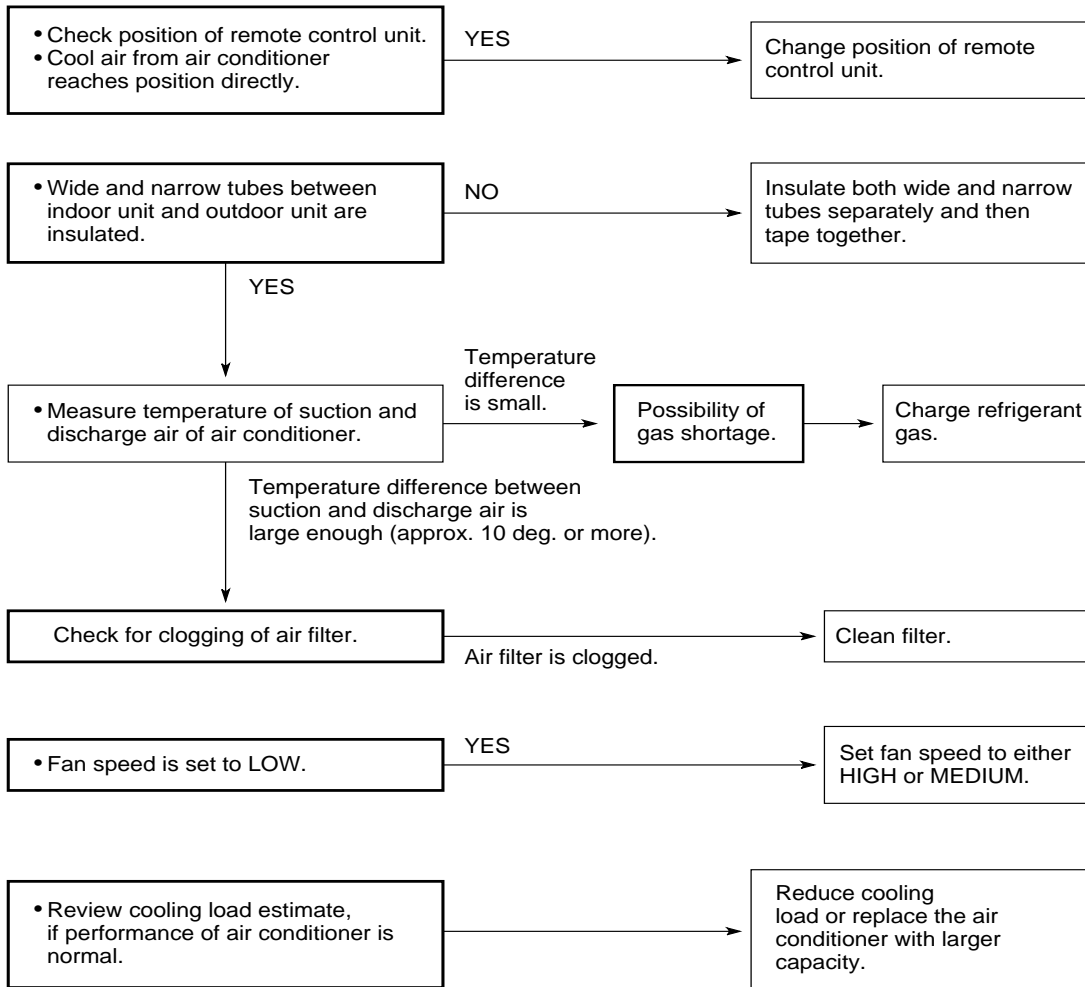 • Check position of remote control unit.
• Cool air from air conditioner
reaches position directly.
YES
Change position of remote
control unit.
• Wide and narrow tubes between
indoor unit and outdoor unit are
insulated.
NO
Insulate both wide and narrow
tubes separately and then
tape together.
YES
• Measure temperature of suction and
discharge air of air conditioner.
Temperature
difference
is small.
Possibility of
gas shortage.
Charge refrigerant
gas.
Temperature difference between
suction and discharge air is
large enough (approx. 10 deg. or more).
Check for clogging of air filter.
Air filter is clogged.
Clean filter.
• Fan speed is set to LOW.
YES
Set fan speed to either
HIGH or MEDIUM.
• Review cooling load estimate,
if performance of air conditioner is
normal.
Reduce cooling
load or replace the air
conditioner with larger
capacity.